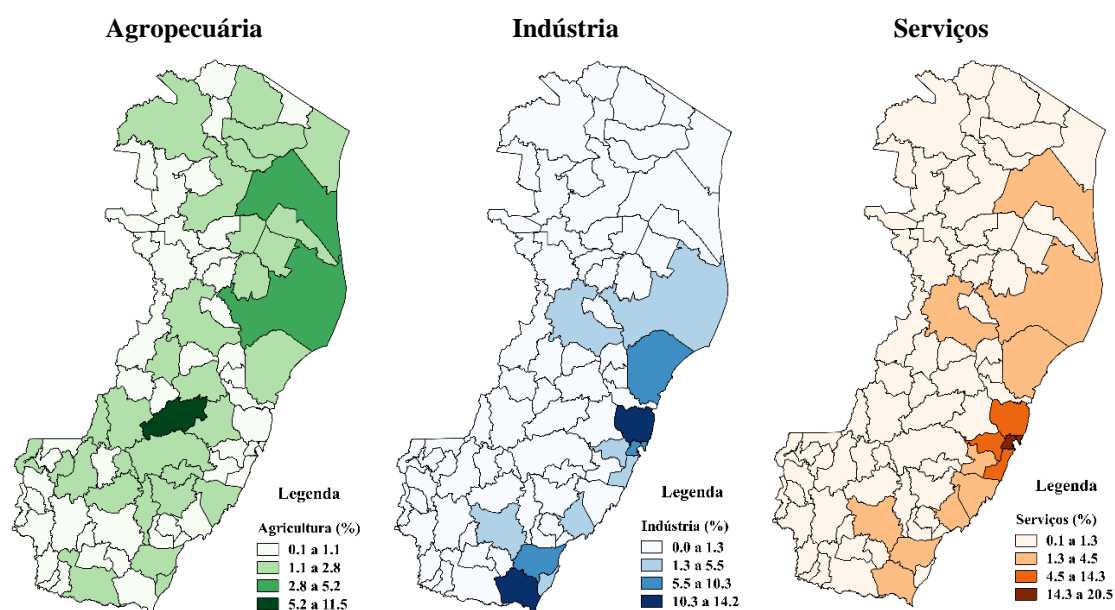 Agropecuária
Legenda
Agricultura (%)
0.1 a 1.1
1.1 a 2.8
2.8 a 5.2
5.2 a 11.5
Indústria
Legenda
Indústria (%)
0.0 a 1.3
1.3 a 5.5
5.5 a 10.3
10.3 a 14.2
Serviços
Legenda
Serviços (%)
0.1 a 1.3
1.3 a 4.5
4.5 a 14.3
14.3 a 20.5